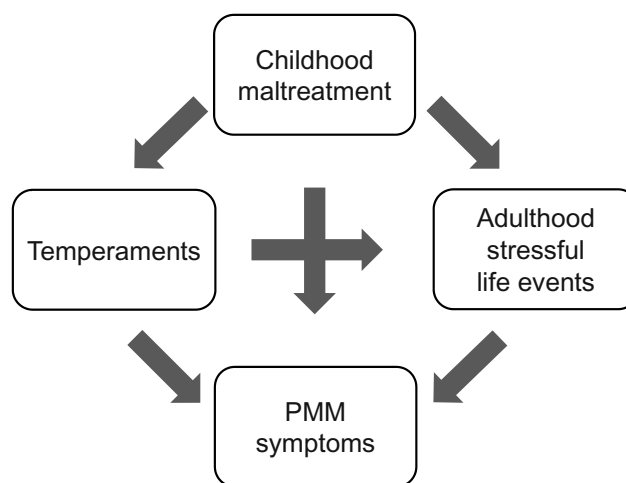 Childhood
maltreatment
Temperaments
Adulthood
stressful
life events
PMM
symptoms